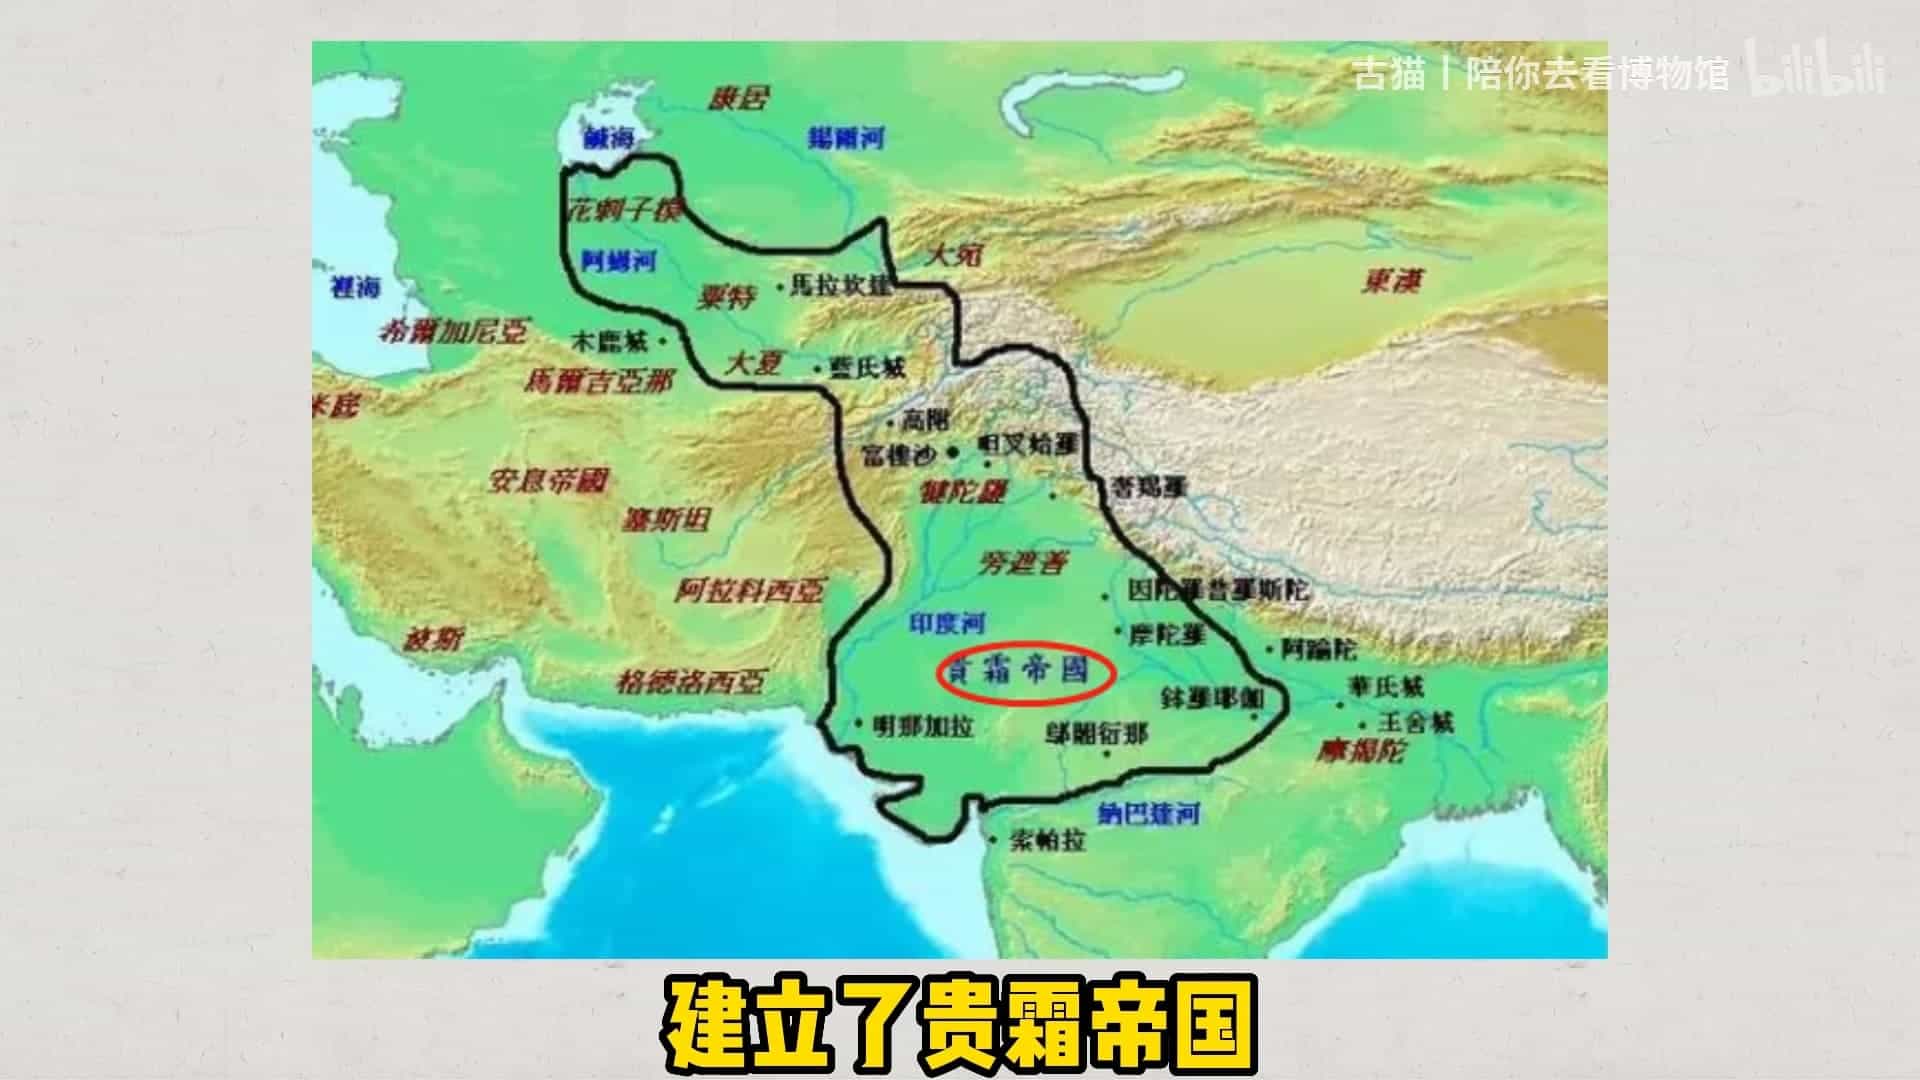 古猫丨陪你去看博物馆 bilibili
康居
鹹海
錫爾河
花剌子模
大宛
阿姆河
東漢
裡海
粟特
馬拉坎達
希爾加尼亞
木鹿城
大夏
藍氏城
馬爾吉亞那
米底
高附
富樓沙
呾叉始羅
安息帝國
犍陀羅
奢羯羅
塞斯坦
旁遮普
阿拉科西亞
因陀羅普羅斯陀
印度河
波斯
摩陀羅
阿踰陀
貴霜帝國
格德洛西亞
華氏城
鉢羅耶伽
明那加拉
鄔闍衍那
王舍城
摩揭陀
納巴達河
索帕拉
建立了贵霜帝国